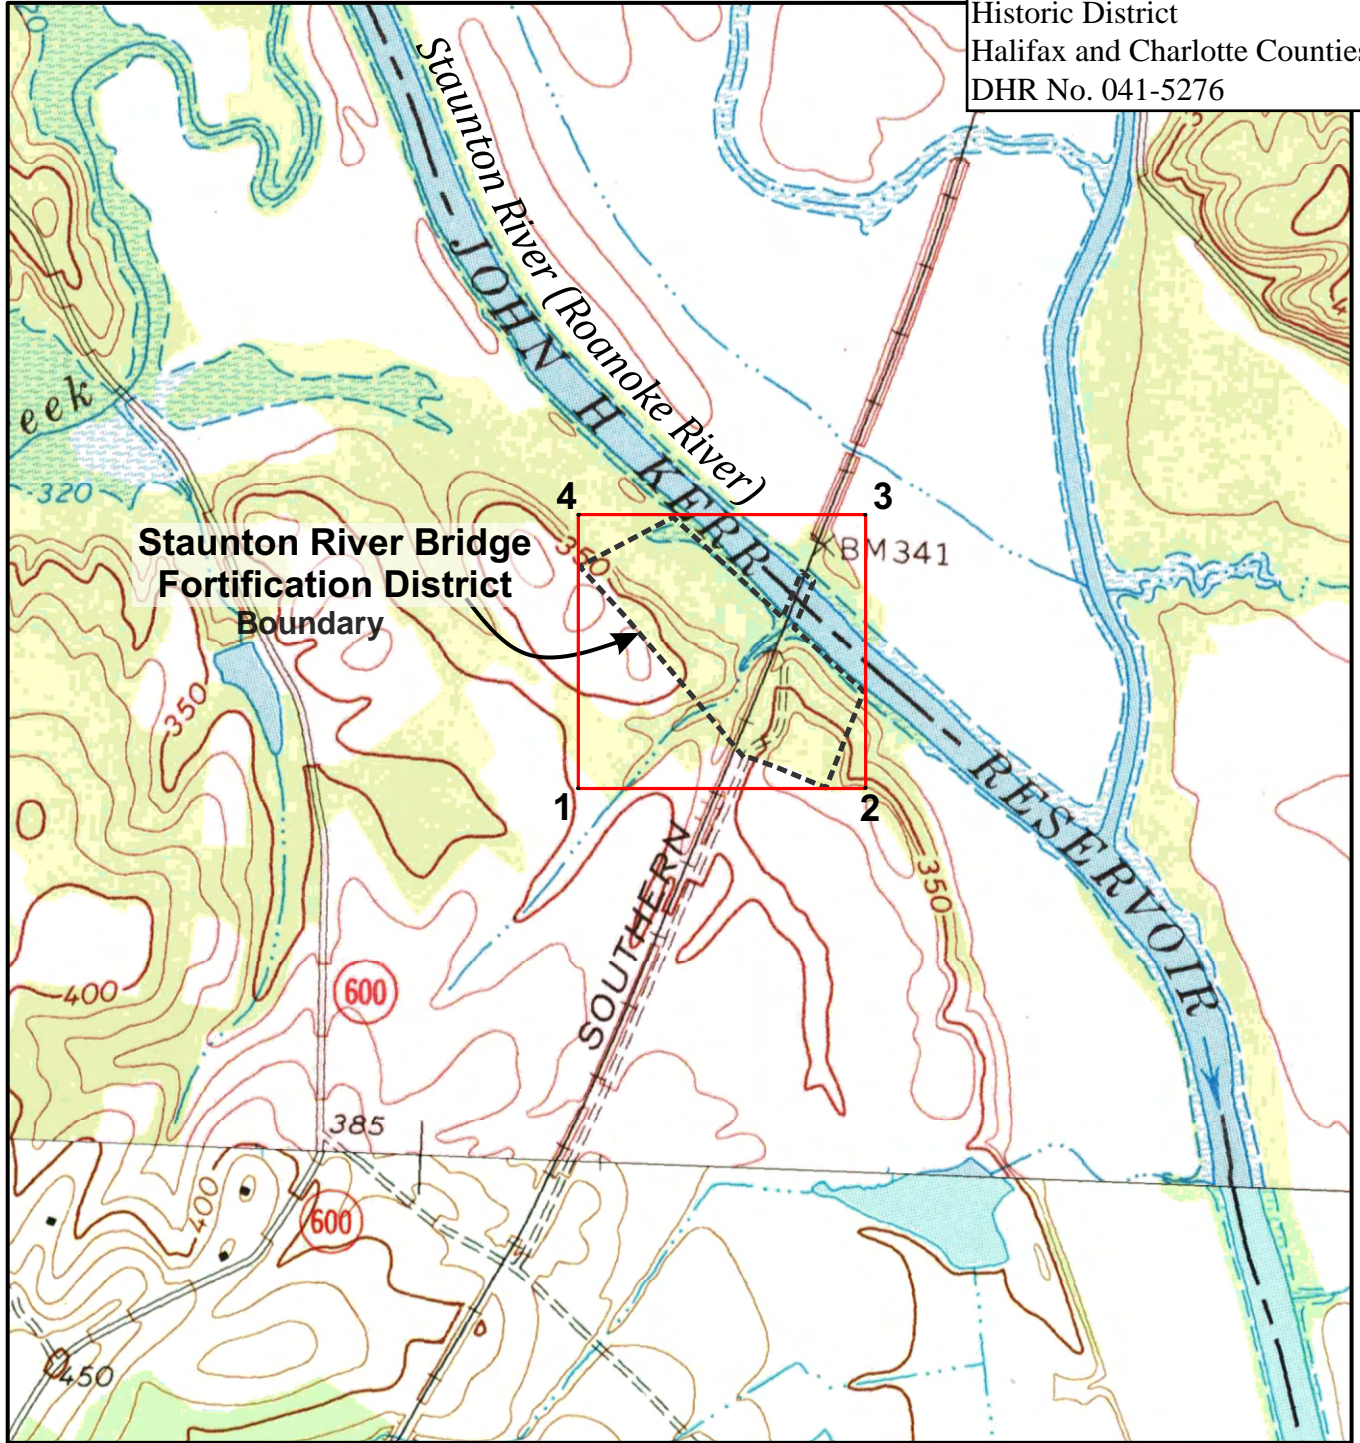 Historic District
Halifax and Charlotte Counties
DHR No. 041-5276
Staunton River (Roanoke River)
JOHN H KERR RESERVOIR
eek
320
4
3
BM341
350
Staunton River Bridge
Fortification District
Boundary
350
1
2
350
SOUTHERN
400
600
385
400
600
450